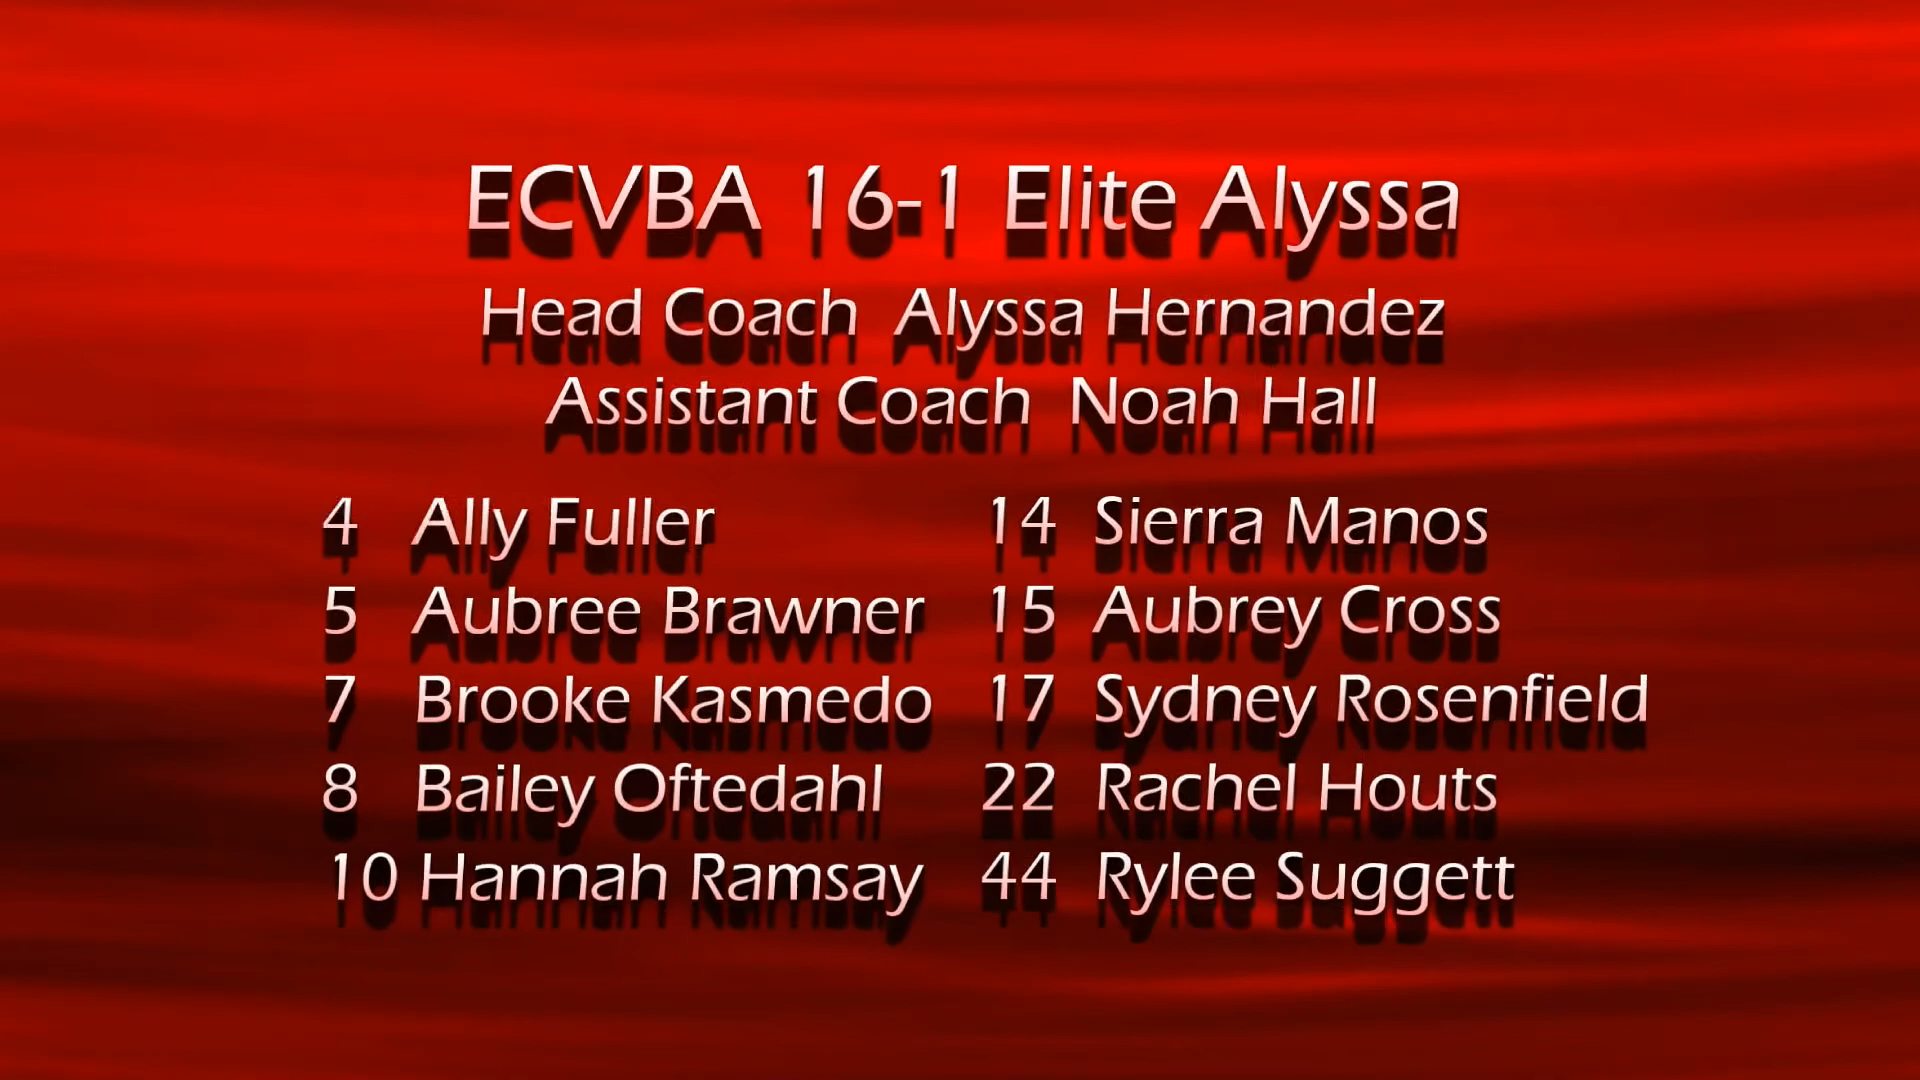 ECVBA 16-1 Elite Alyssa
Head Coach Alyssa Hernandez
Assistant Coach Noah Hall
4 Ally Fuller
5 Aubree Brawner
7 Brooke Kasmedo
8 Bailey Oftedahl
10 Hannah Ramsay
14 Sierra Manos
15 Aubrey Cross
17 Sydney Rosenfield
22 Rachel Houts
44 Rylee Suggett